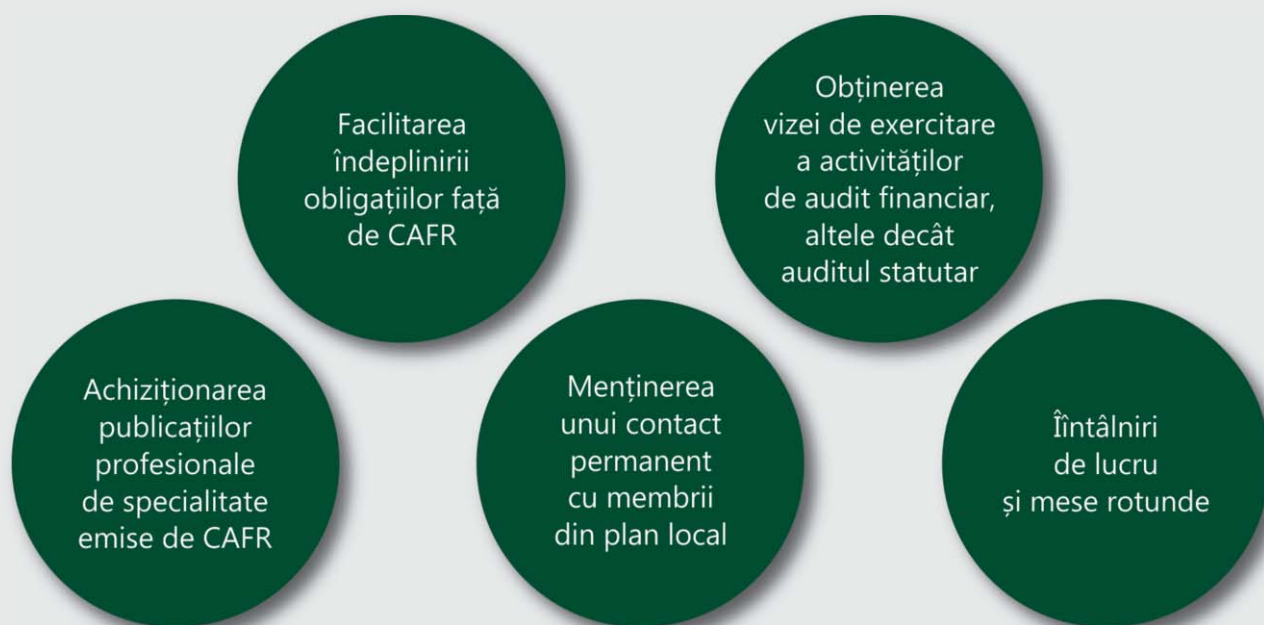 Facilitarea
îndeplinirii
obligațiilor față
de CAFR
Obținerea
vizei de exercitare
a activităților
de audit financiar,
altele decât
auditul statutar
Achiziționarea
publicațiilor
profesionale
de specialitate
emise de CAFR
Menținerea
unui contact
permanent
cu membrii
din plan local
Îîntâlniri
de lucru
și mese rotunde